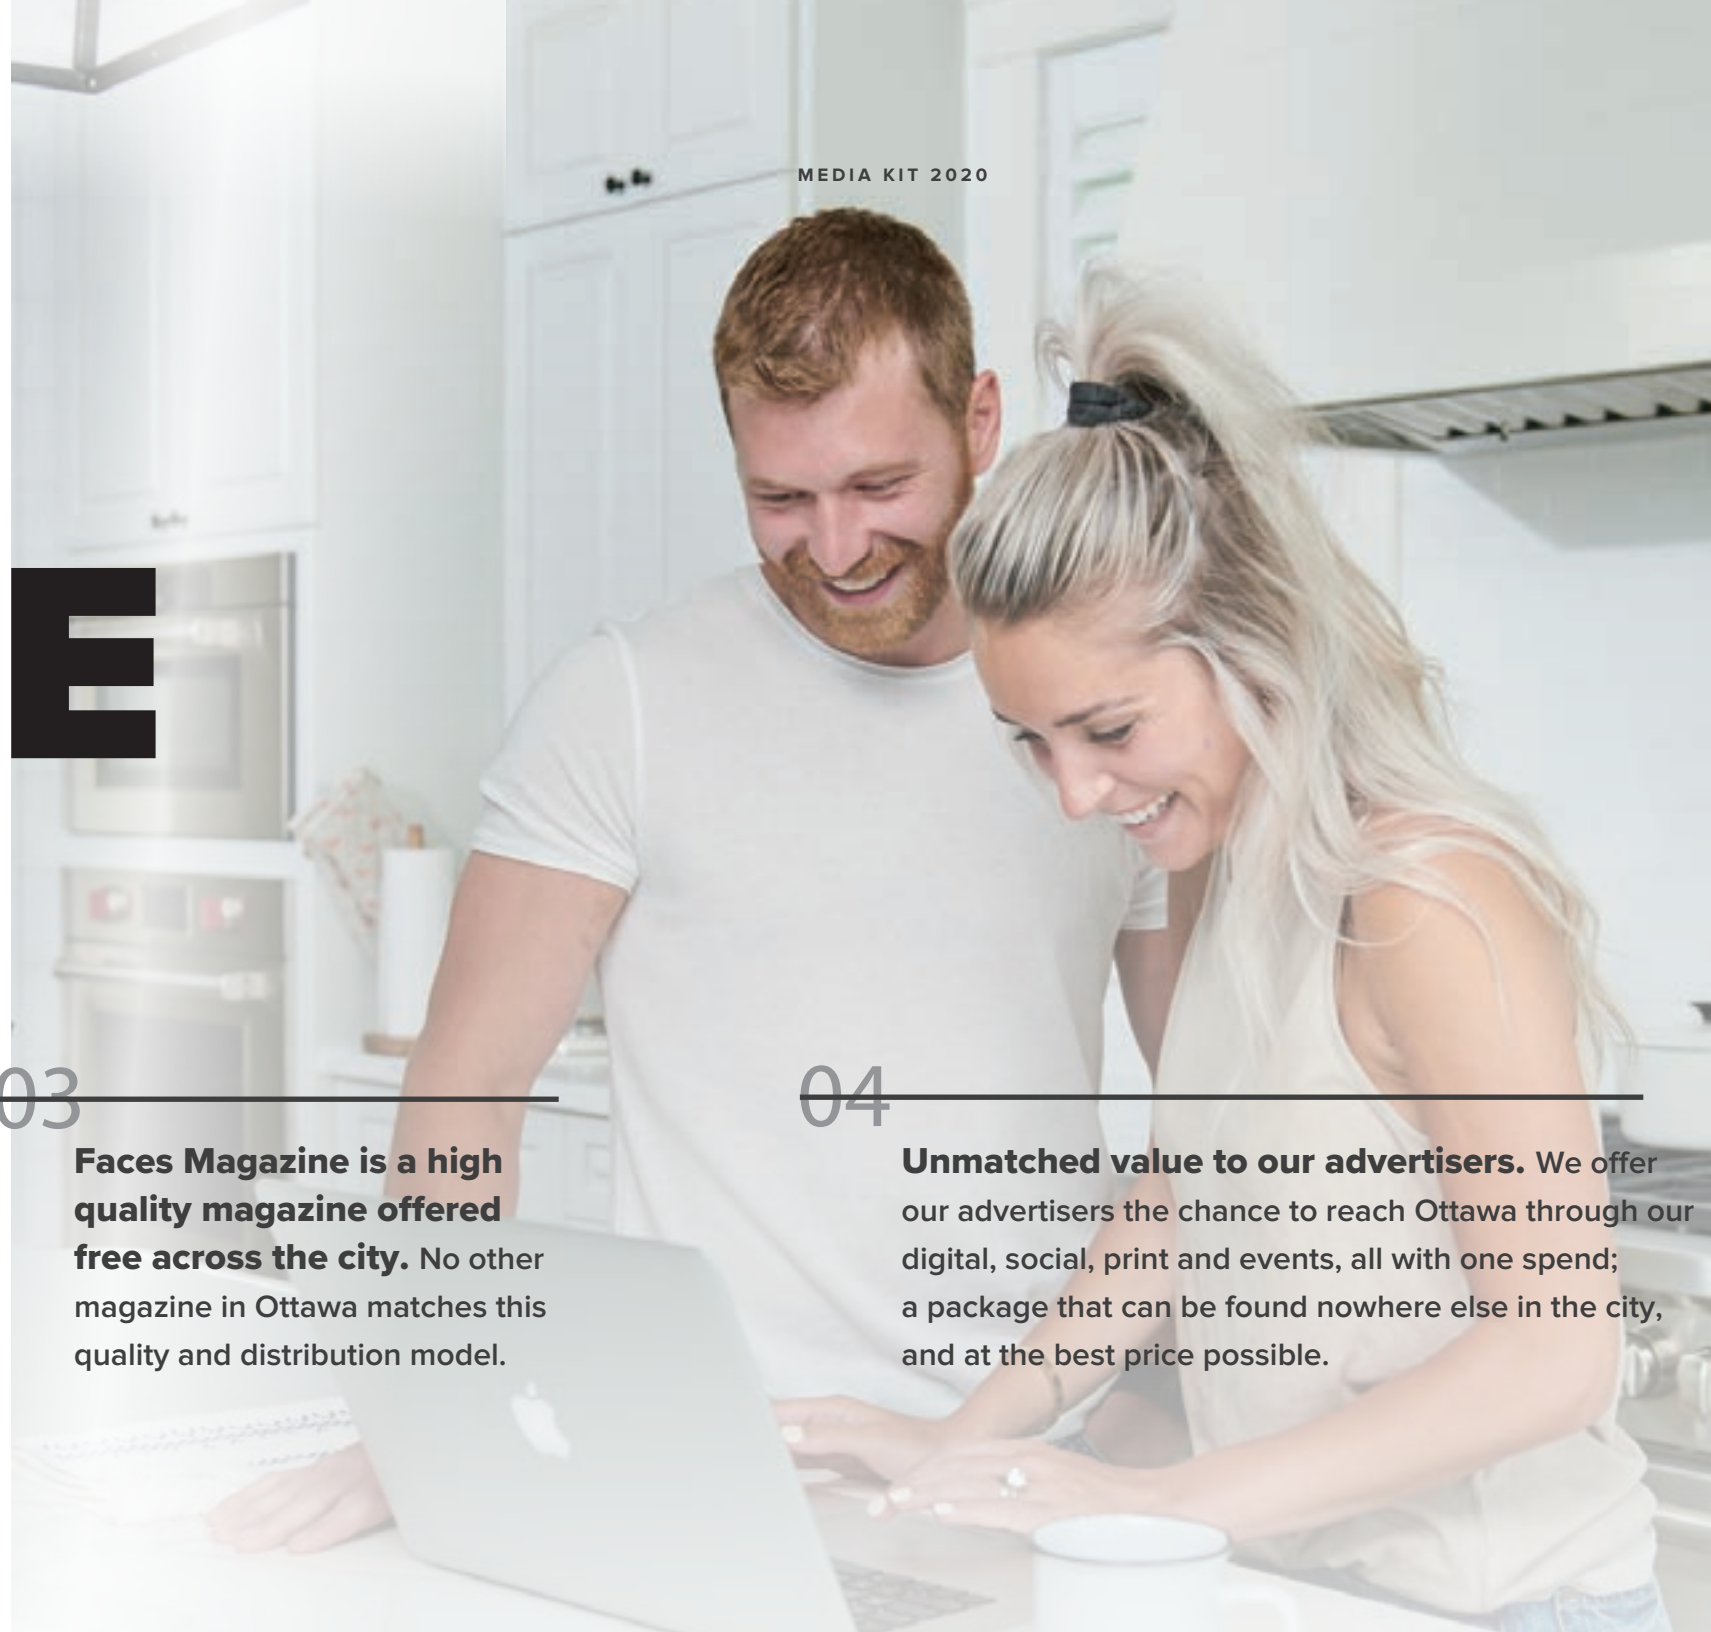 MEDIA KIT 2020
E
03
Faces Magazine is a high
quality magazine offered
free across the city. No other
magazine in Ottawa matches this
quality and distribution model.
04
Unmatched value to our advertisers. We offer
our advertisers the chance to reach Ottawa through our
digital, social, print and events, all with one spend;
a package that can be found nowhere else in the city,
and at the best price possible.